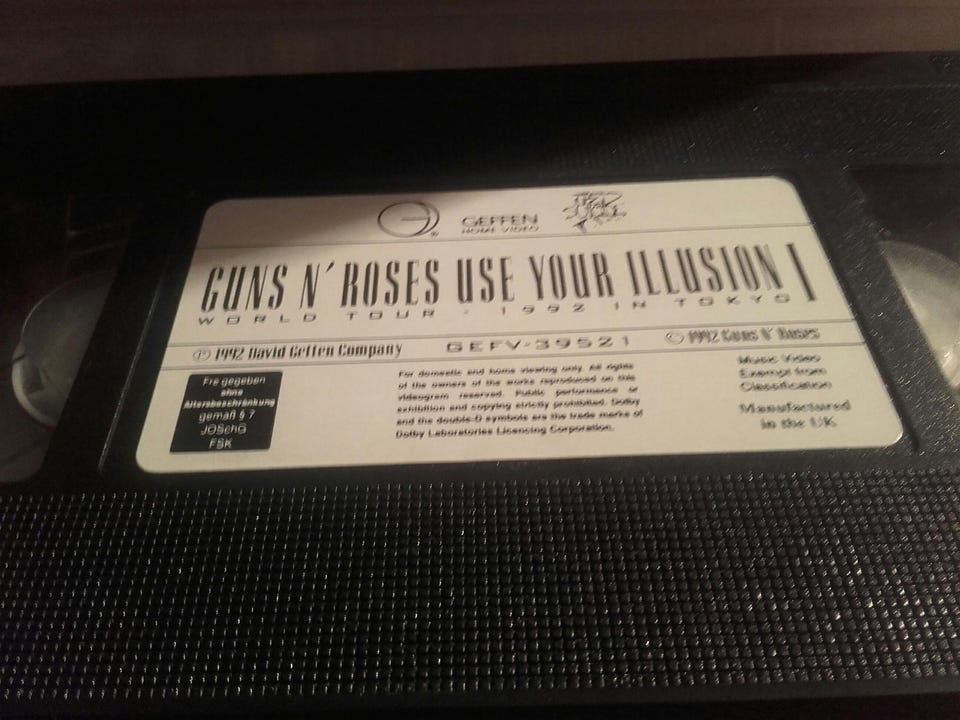 GEFFEN
HOME VIDEO
GUNS N' ROSES USE YOUR ILLUSION I
WORLD TOUR - 1992 IN TOKYO
℗ 1992 David Geffen Company
GEFV-39521
© 1992 Guns N' Roses
Freigegeben
ohne
Altersbeschränkung
gemäß § 7
JÖSchG
FSK
For domestic and home viewing only. All rights
of the owners of the works reproduced on this
videogram reserved. Public performance or
exhibition and copying strictly prohibited. Dolby
and the double-D symbols are the trade marks of
Dolby Laboratories Licencing Corporation.
Music Video
Exempt from
Classification
Manufactured
in the UK